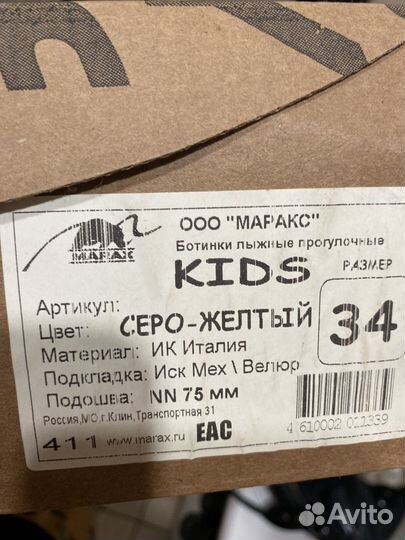 MARAX
ООО "МАРАКС"
Ботинки лыжные прогулочные
KIDS
РАЗМЕР
34
Артикул:
Цвет: СЕРО-ЖЕЛТЫЙ
Материал: ИК Италия
Подкладка: Иск Мех \ Велюр
Подошва: NN 75 мм
Россия,МО,г.Клин,Транспортная 31
411 www.marax.ru EAC
4 610002 011339
Avito